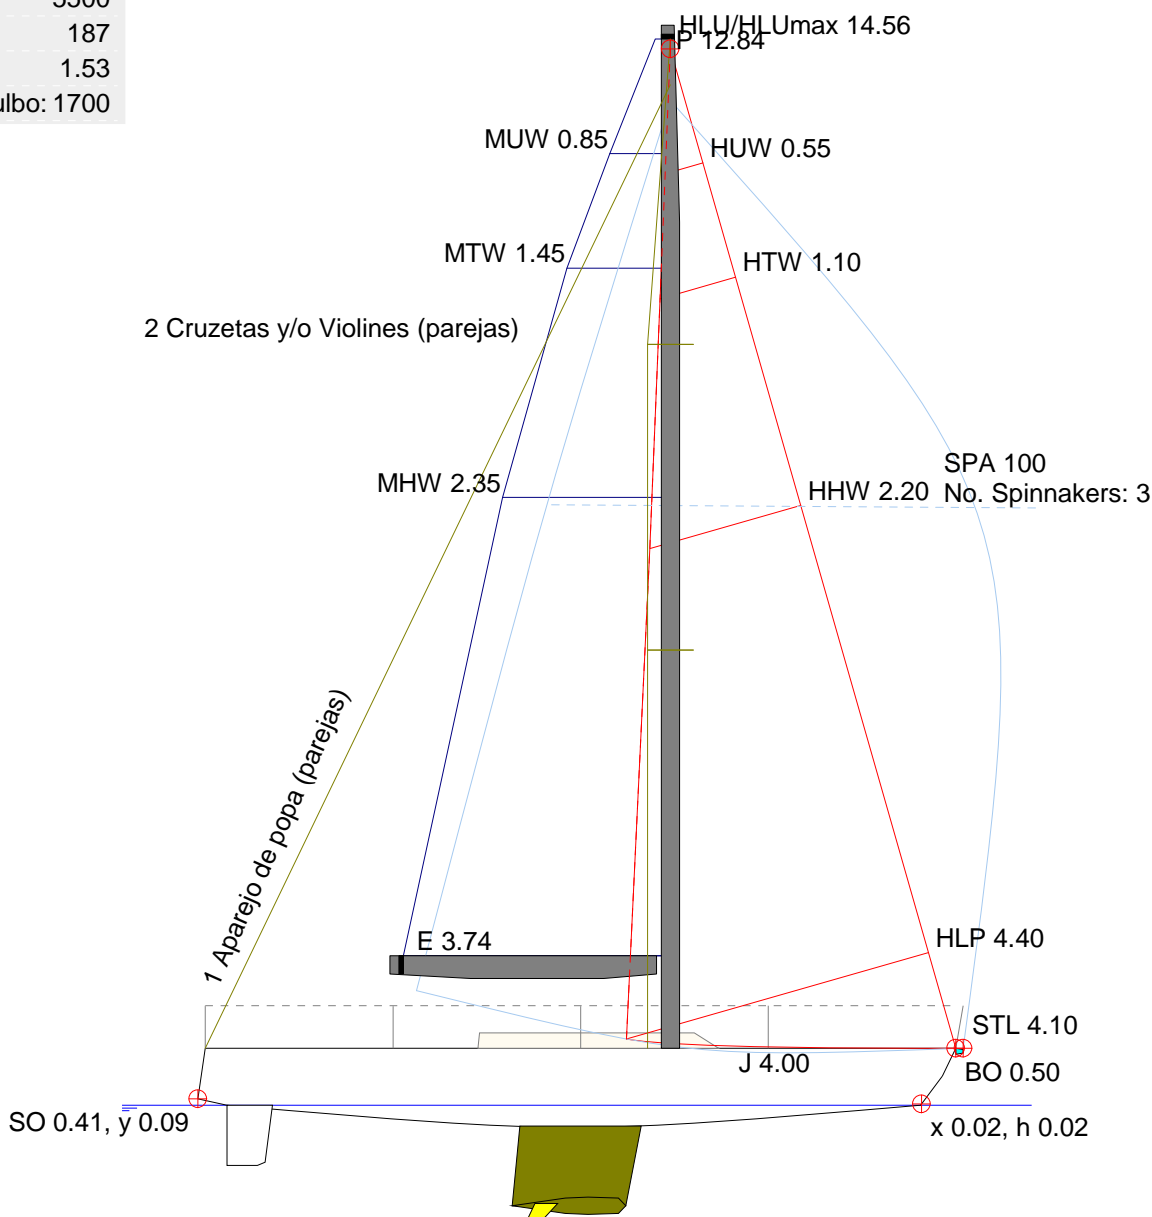 187
1.53
1700
HLU/HLUmax 14.56
P 12.84
MUW 0.85
HUW 0.55
MTW 1.45
HTW 1.10
2 Cruzetas y/o Violines (parejas)
SPA 100
MHW 2.35
HHW 2.20
No. Spinnakers: 3
1 Aparejo de popa (parejas)
E 3.74
HLP 4.40
STL 4.10
J 4.00
BO 0.50
SO 0.41, y 0.09
x 0.02, h 0.02